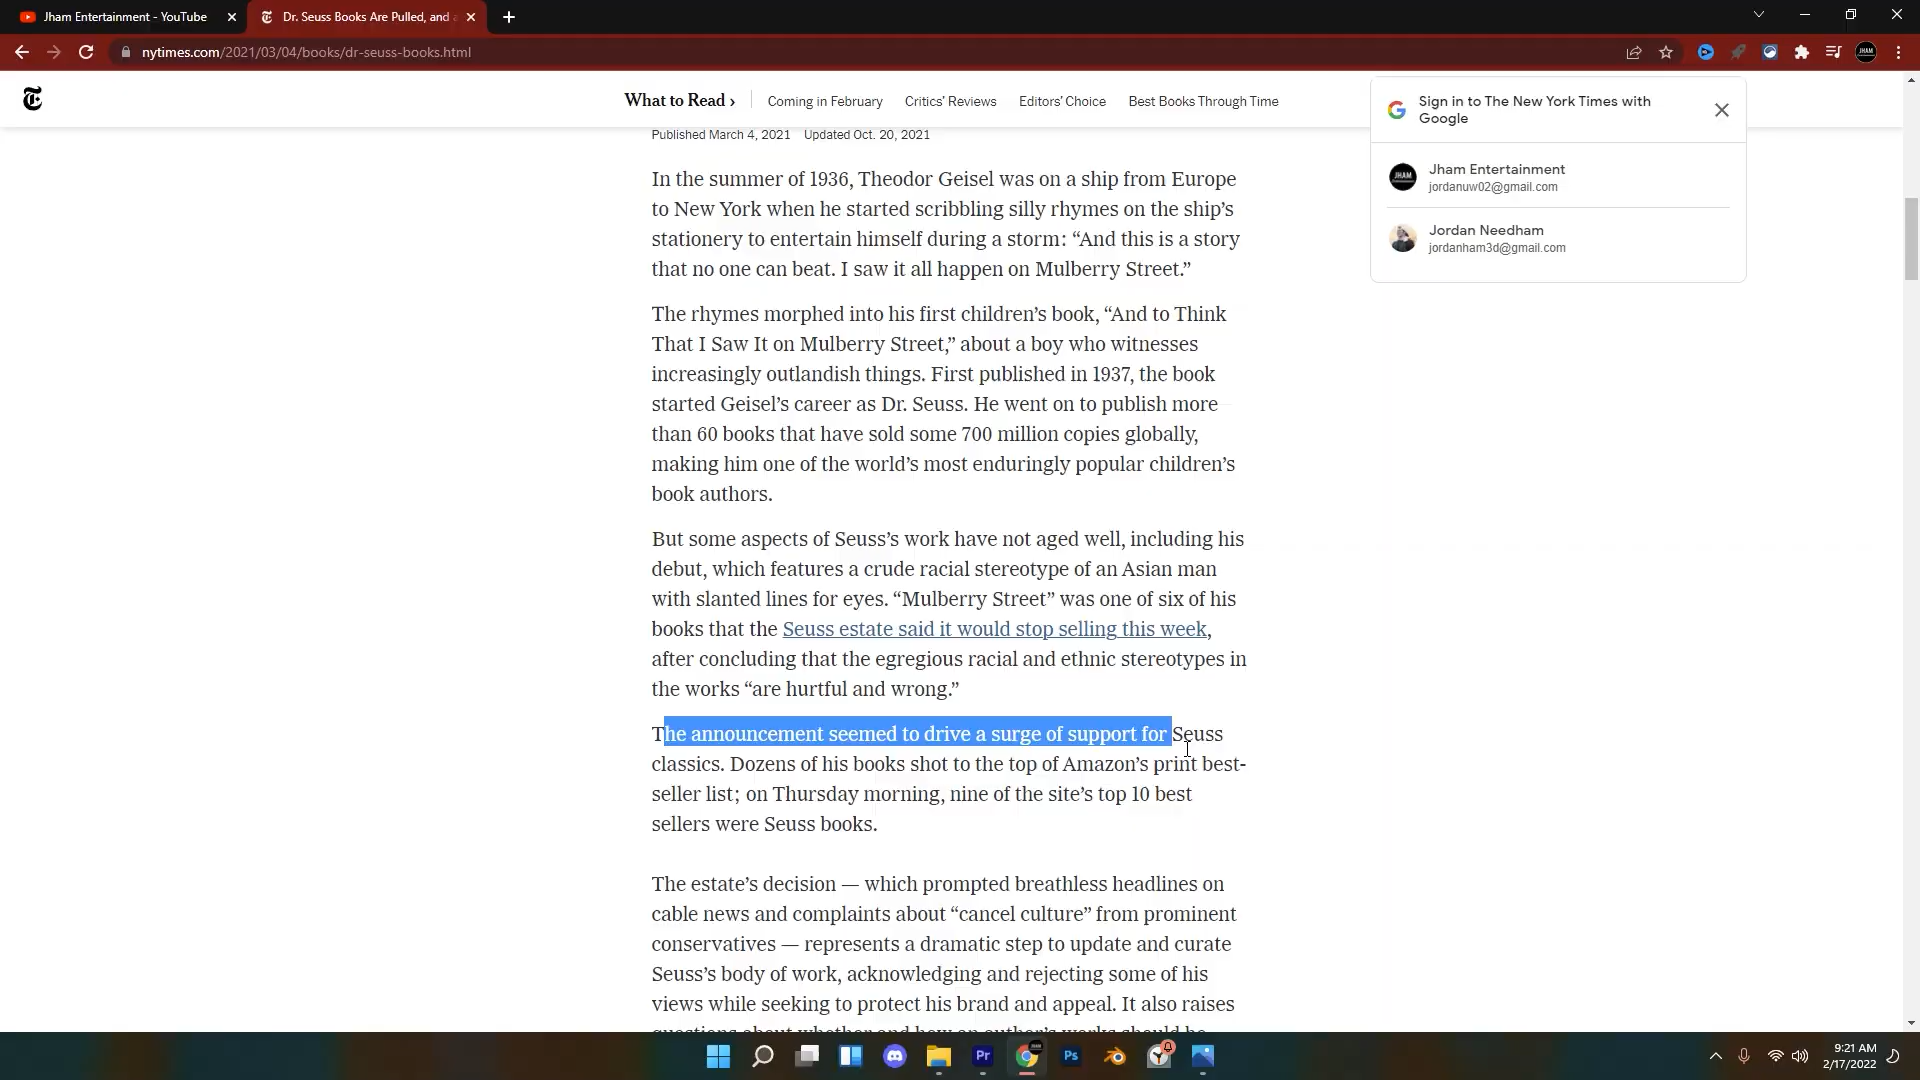 Jham Entertainment - YouTube
Dr. Seuss Books Are Pulled, and a
nytimes.com/2021/03/04/books/dr-seuss-books.html
What to Read ›
Coming in February
Critics’ Reviews
Editors’ Choice
Best Books Through Time
Sign in to The New York Times with
Google
Jham Entertainment
jordanuw02@gmail.com
Jordan Needham
jordanham3d@gmail.com
Published March 4, 2021 Updated Oct. 20, 2021
In the summer of 1936, Theodor Geisel was on a ship from Europe
to New York when he started scribbling silly rhymes on the ship’s
stationery to entertain himself during a storm: “And this is a story
that no one can beat. I saw it all happen on Mulberry Street.”
The rhymes morphed into his first children’s book, “And to Think
That I Saw It on Mulberry Street,” about a boy who witnesses
increasingly outlandish things. First published in 1937, the book
started Geisel’s career as Dr. Seuss. He went on to publish more
than 60 books that have sold some 700 million copies globally,
making him one of the world’s most enduringly popular children’s
book authors.
But some aspects of Seuss’s work have not aged well, including his
debut, which features a crude racial stereotype of an Asian man
with slanted lines for eyes. “Mulberry Street” was one of six of his
books that the Seuss estate said it would stop selling this week,
after concluding that the egregious racial and ethnic stereotypes in
the works “are hurtful and wrong.”
The announcement seemed to drive a surge of support for Seuss
classics. Dozens of his books shot to the top of Amazon’s print best-
seller list; on Thursday morning, nine of the site’s top 10 best
sellers were Seuss books.
The estate’s decision — which prompted breathless headlines on
cable news and complaints about “cancel culture” from prominent
conservatives — represents a dramatic step to update and curate
Seuss’s body of work, acknowledging and rejecting some of his
views while seeking to protect his brand and appeal. It also raises
questions about whether and how an author’s works should be
Pr
Ps
9:21 AM
2/17/2022